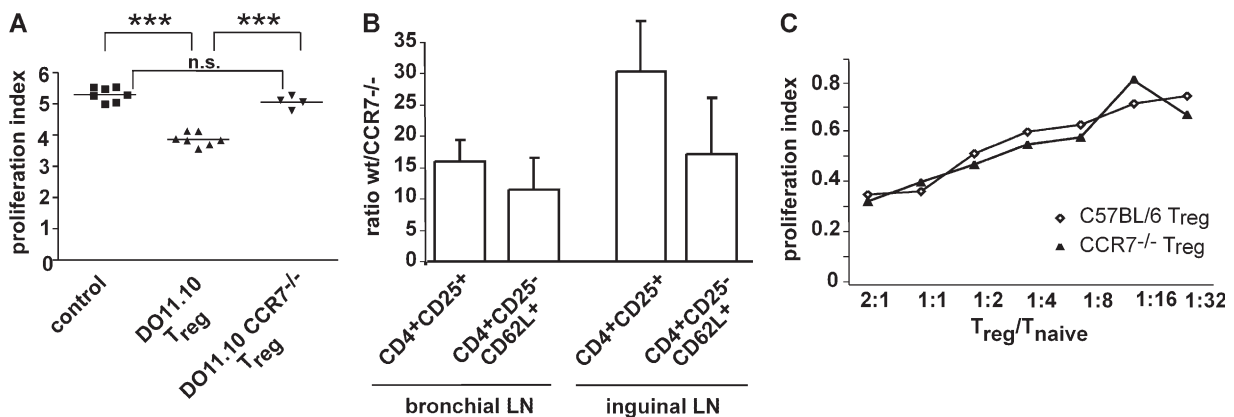 A
***
***
n.s.
proliferation index
6
5
4
3
2
1
0
control
DO11.10
Treg
DO11.10 CCR7-/-
Treg
B
ratio wt/CCR7-/-
35
30
25
20
15
10
5
0
CD4+CD25+
CD4+CD25-
CD62L+
CD4+CD25+
CD4+CD25-
CD62L+
bronchial LN
inguinal LN
C
proliferation index
0.8
0.6
0.4
0.2
0
C57BL/6 Treg
CCR7-/- Treg
2:1 1:1 1:2 1:4 1:8 1:16 1:32
Treg/Tnaive